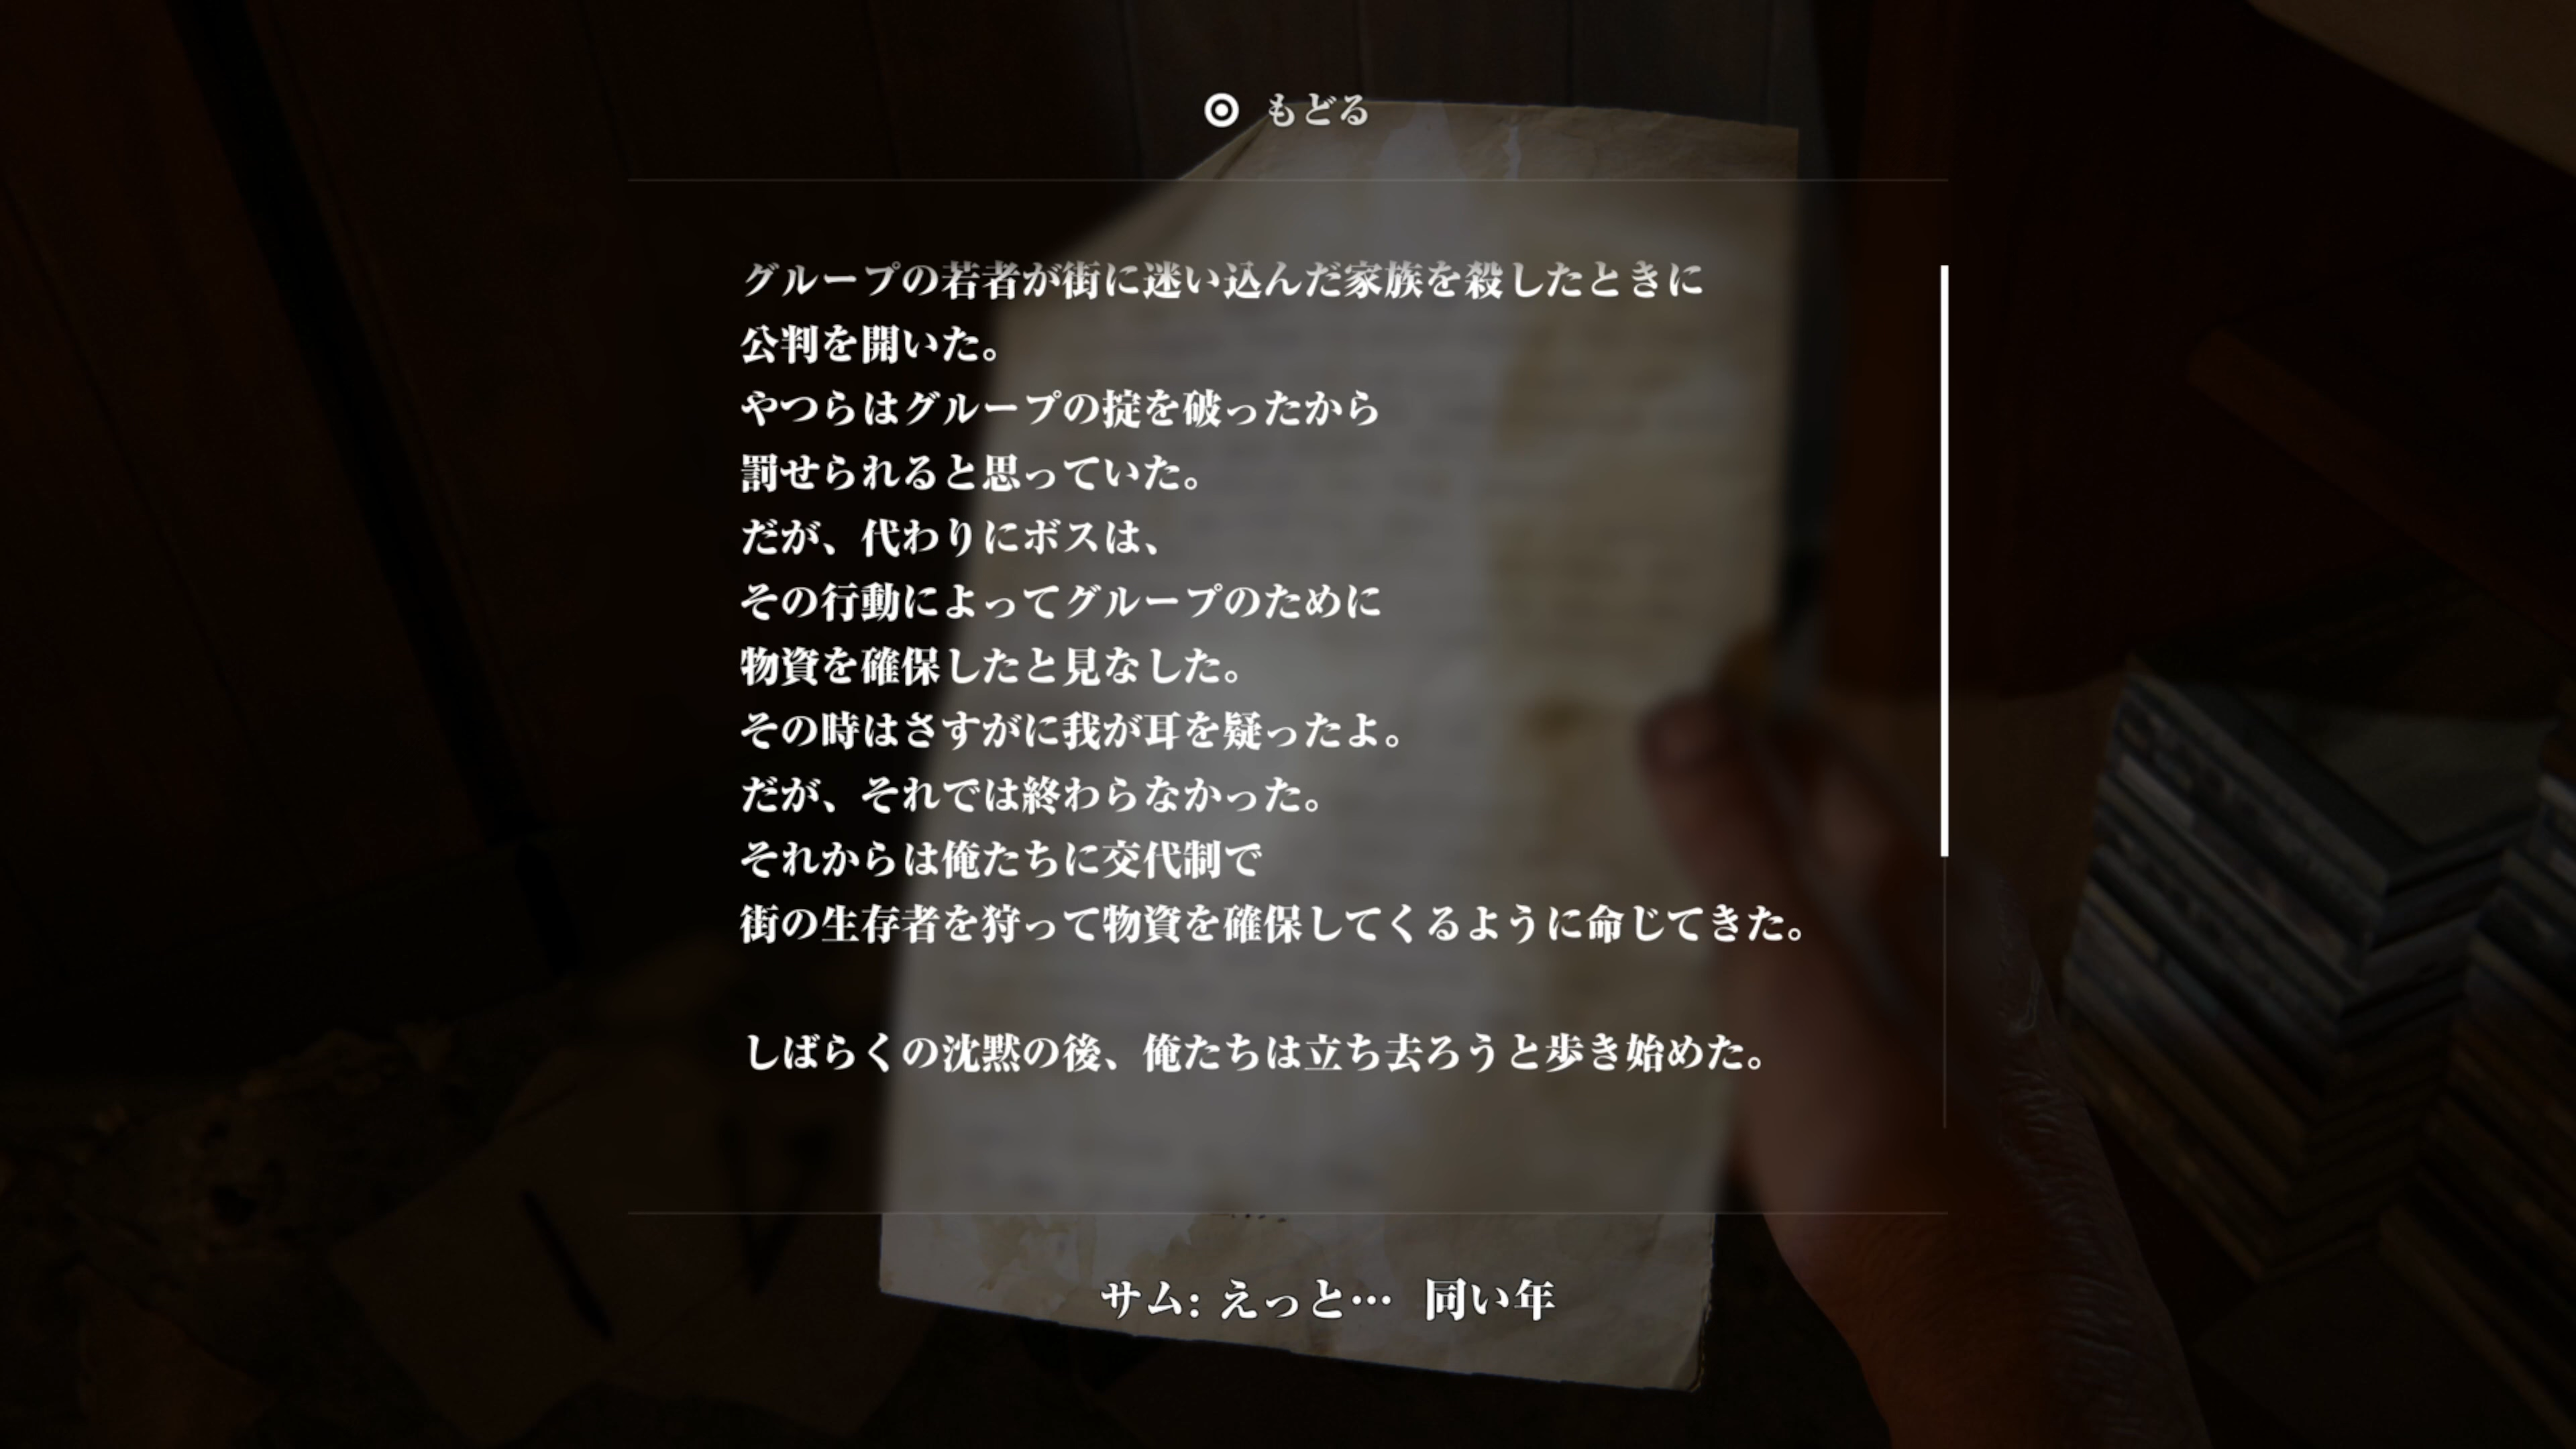 もどる
グループの若者が街に迷い込んだ家族を殺したときに
公判を開いた。
やつらはグループの掟を破ったから
罰せられると思っていた。
だが、代わりにボスは、
その行動によってグループのために
物資を確保したと見なした。
その時はさすがに我が耳を疑ったよ。
だが、それでは終わらなかった。
それからは俺たちに交代制で
街の生存者を狩って物資を確保してくるように命じてきた。
しばらくの沈黙の後、俺たちは立ち去ろうと歩き始めた。
サム: えっと… 同い年